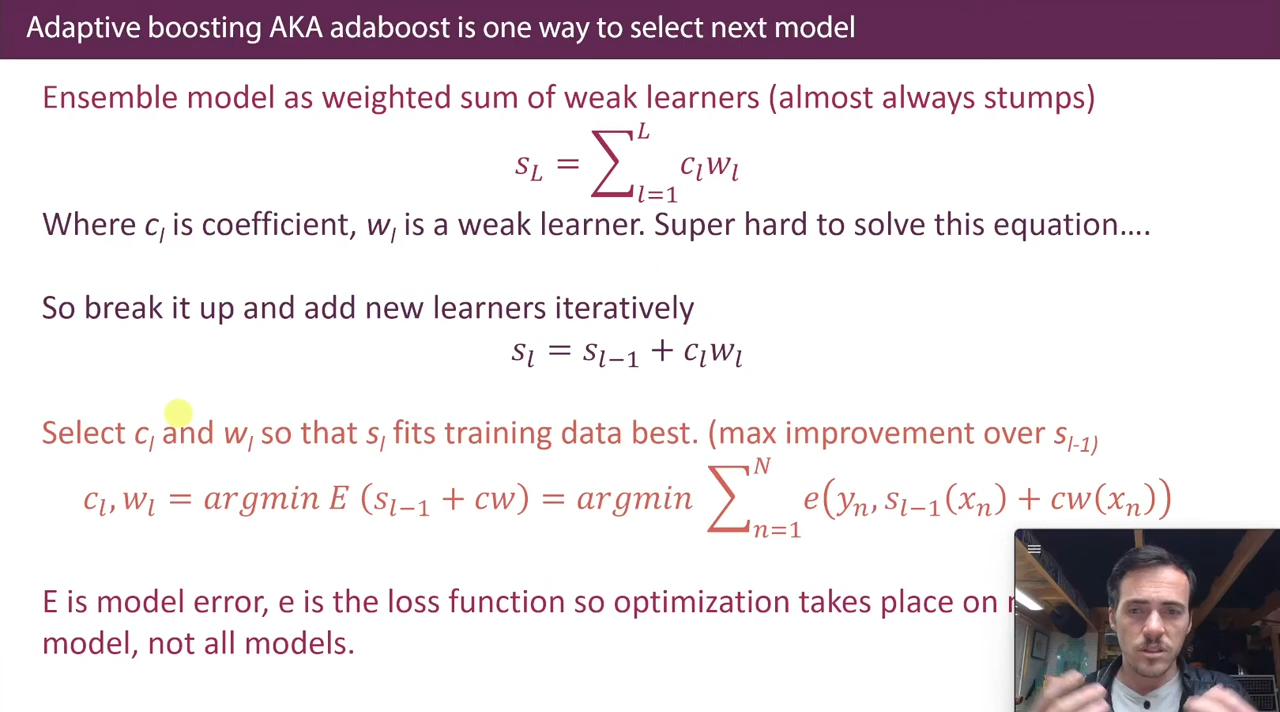 Adaptive boosting AKA adaboost is one way to select next model
Ensemble model as weighted sum of weak learners (almost always stumps)
s_L = ∑_{l=1}^{L} c_l w_l
Where c_l is coefficient, w_l is a weak learner. Super hard to solve this equation….
So break it up and add new learners iteratively
s_l = s_{l−1} + c_l w_l
Select c_l and w_l so that s_l fits training data best. (max improvement over s_{l-1})
c_l, w_l = argmin E (s_{l−1} + cw) = argmin ∑_{n=1}^{N} e(y_n, s_{l−1}(x_n) + cw(x_n))
E is model error, e is the loss function so optimization takes place on
model, not all models.